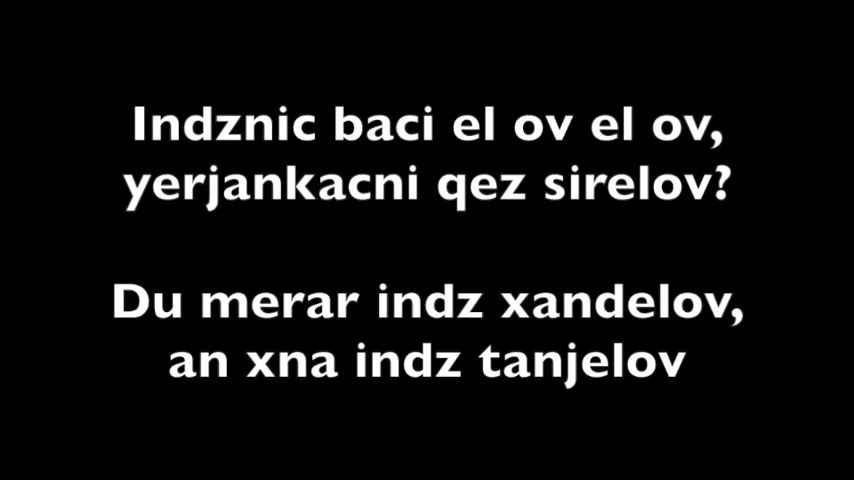 Indznic baci el ov el ov,
yerjankacni qez sirelov?
Du merar indz xandelov,
an xna indz tanjelov